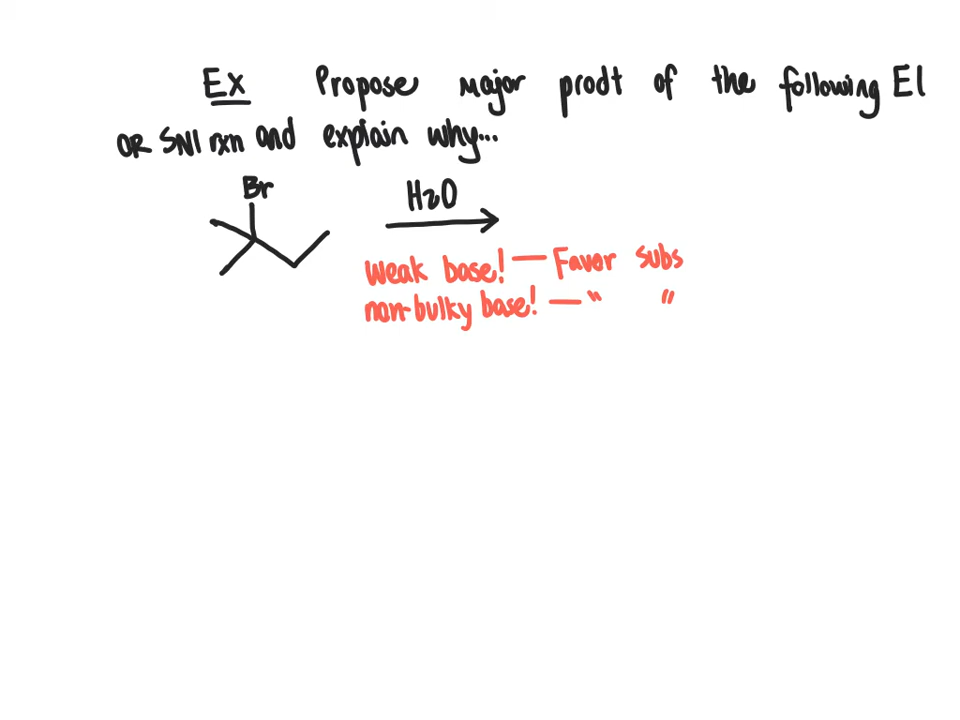 Ex Propose major prodt of the following E1
OR SN1 rxn and explain why...
Br
H2O
Weak base! — Favor subs
non-bulky base! — " "